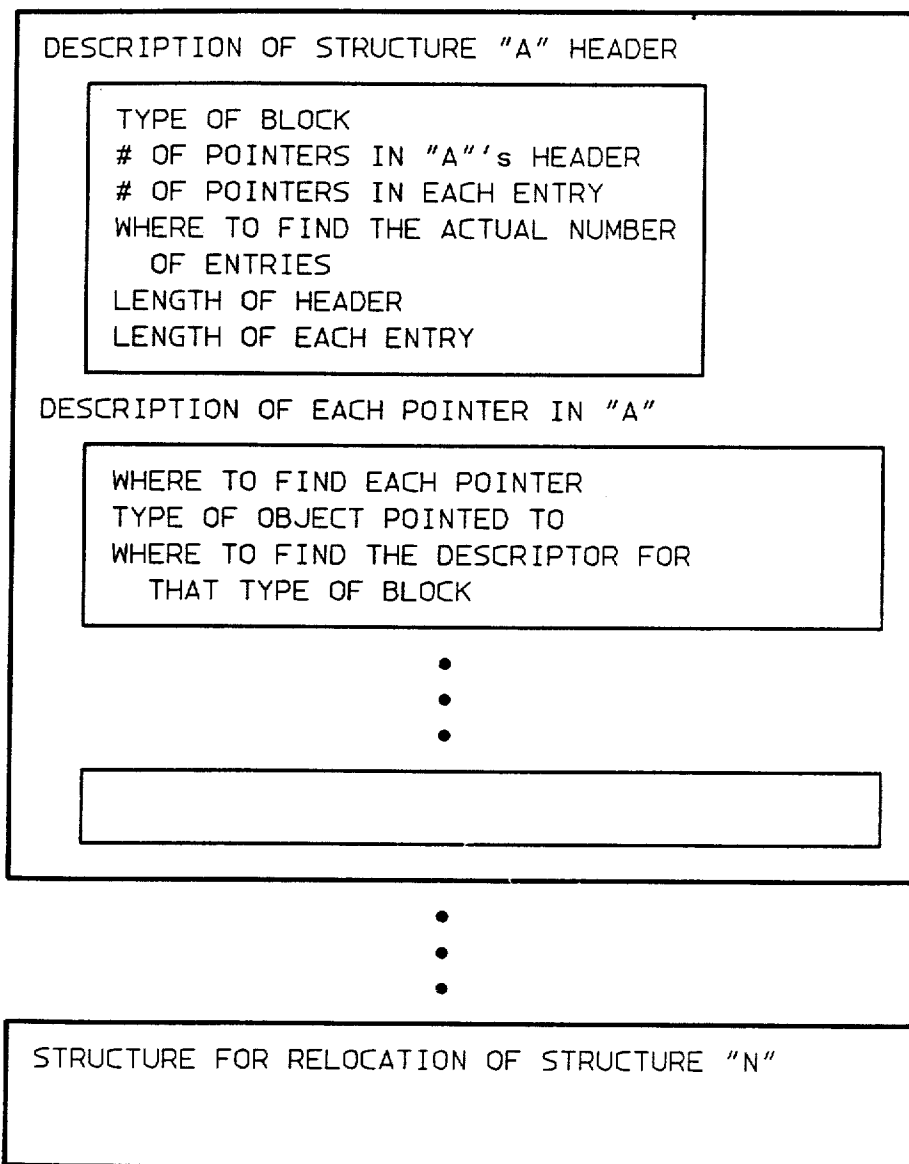 DESCRIPTION OF STRUCTURE "A" HEADER
TYPE OF BLOCK
# OF POINTERS IN "A"'s HEADER
# OF POINTERS IN EACH ENTRY
WHERE TO FIND THE ACTUAL NUMBER
OF ENTRIES
LENGTH OF HEADER
LENGTH OF EACH ENTRY
DESCRIPTION OF EACH POINTER IN "A"
WHERE TO FIND EACH POINTER
TYPE OF OBJECT POINTED TO
WHERE TO FIND THE DESCRIPTOR FOR
THAT TYPE OF BLOCK
STRUCTURE FOR RELOCATION OF STRUCTURE "N"